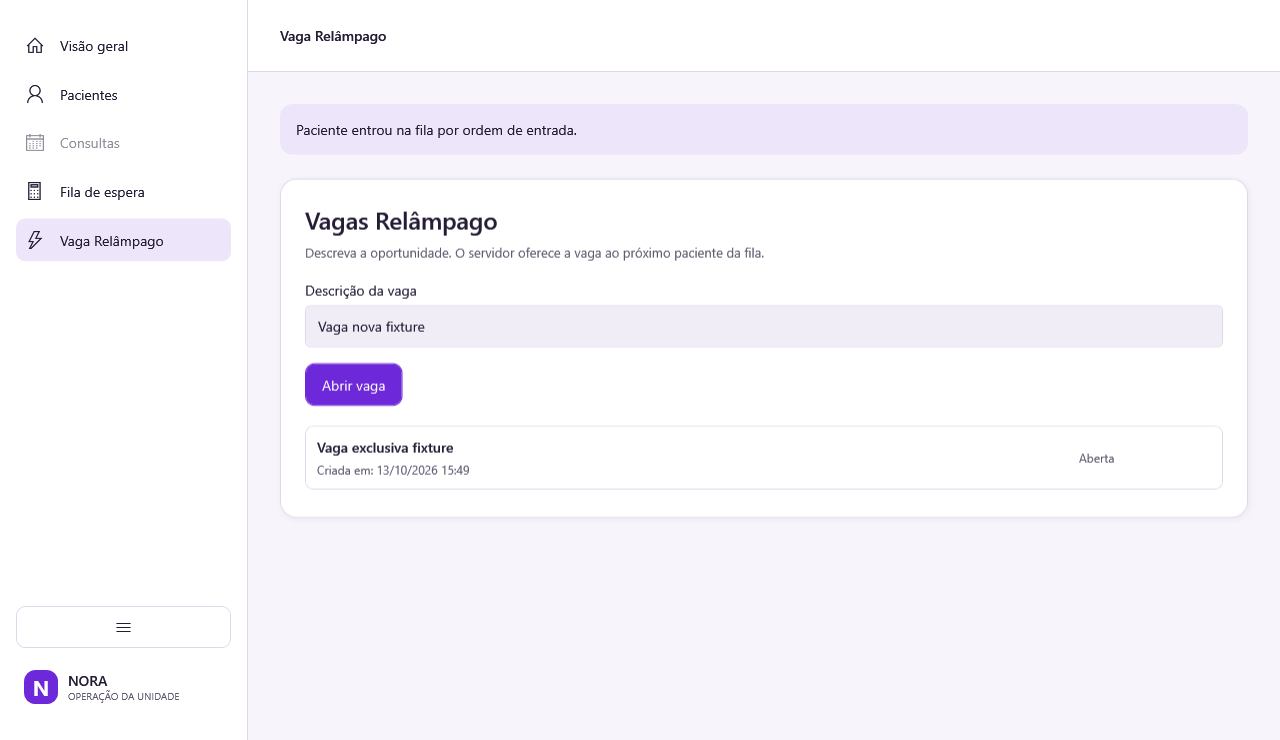 Visão geral
Pacientes
Consultas
Fila de espera
Vaga Relâmpago
N
NORA
OPERAÇÃO DA UNIDADE
Vaga Relâmpago
Paciente entrou na fila por ordem de entrada.
Vagas Relâmpago
Descreva a oportunidade. O servidor oferece a vaga ao próximo paciente da fila.
Descrição da vaga
Vaga nova fixture
Abrir vaga
Vaga exclusiva fixture
Criada em: 13/10/2026 15:49
Aberta